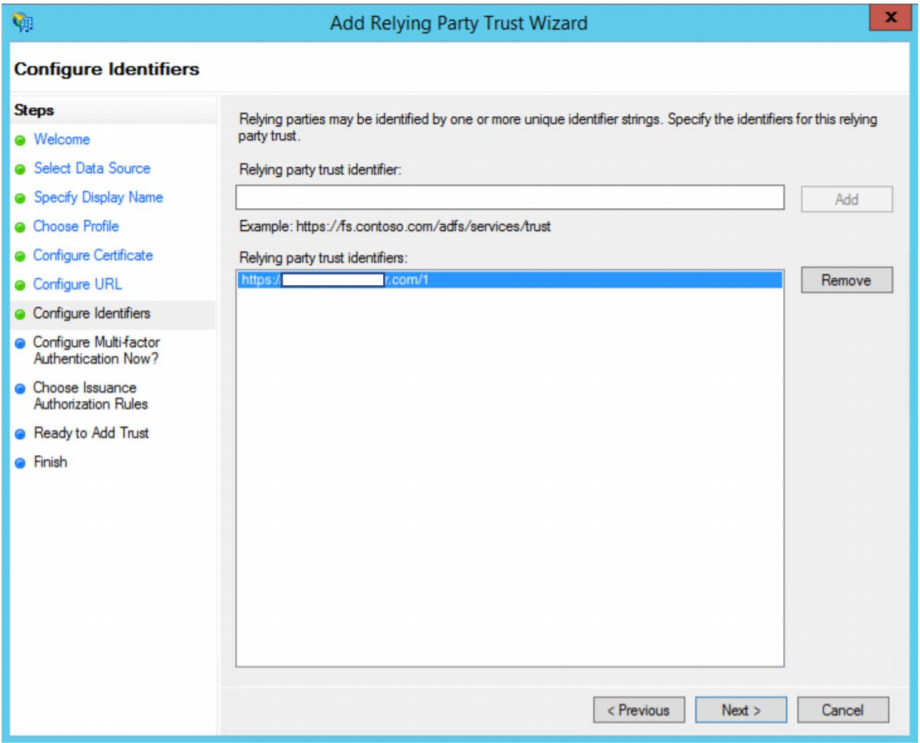 Add Relying Party Trust Wizard
x
Configure Identifiers
Steps
Welcome
Select Data Source
Specify Display Name
Choose Profile
Configure Certificate
Configure URL
Configure Identifiers
Configure Multi-factor
Authentication Now?
Choose Issuance
Authorization Rules
Ready to Add Trust
Finish
Relying parties may be identified by one or more unique identifier strings. Specify the identifiers for this relying
party trust.
Relying party trust identifier:
Add
Example: https://fs.contoso.com/adfs/services/trust
Relying party trust identifiers:
https:/ r.com/1
Remove
< Previous
Next >
Cancel